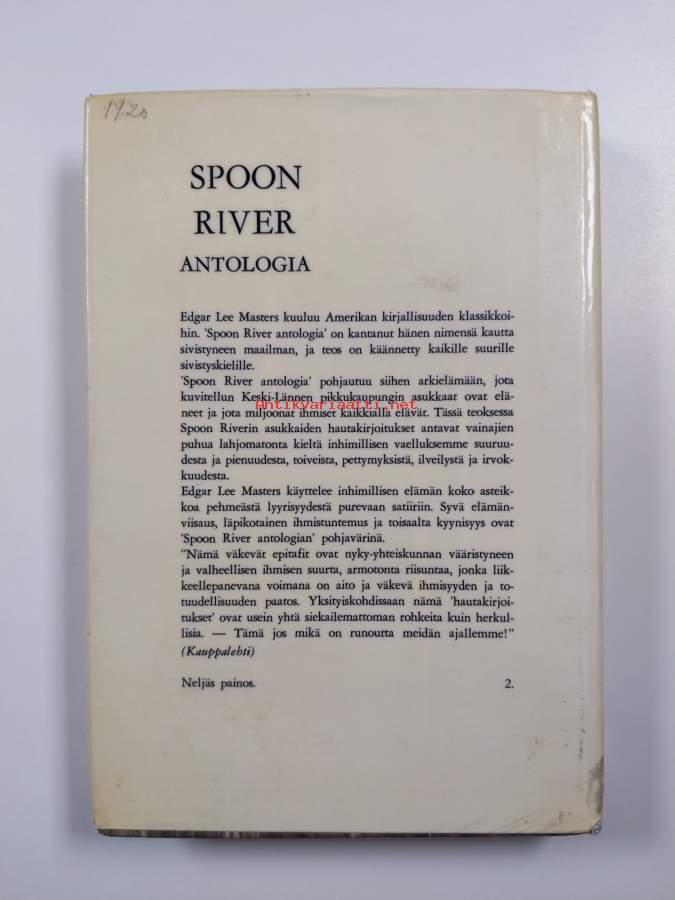 14.20
SPOON
RIVER
ANTOLOGIA
Edgar Lee Masters kuuluu Amerikan kirjallisuuden klassikkoi-
hin. 'Spoon River antologia' on kantanut hänen nimensä kautta
sivistyneen maailman, ja teos on käännetty kaikille suurille
sivistyskielille.
'Spoon River antologia' pohjautuu siihen arkielämään, jota
kuvitellun Keski-Lännen pikkukaupungin asukkaat ovat elä-
Antikvariaatti.net
neet ja jota miljoonat ihmiset kaikkialla elävät. Tässä teoksessa
Spoon Riverin asukkaiden hautakirjoitukset antavat vainajien
puhua lahjomatonta kieltä inhimillisen vaelluksemme suuruu-
desta ja pienuudesta, toiveista, pettymyksistä, ilveilystä ja irvok-
kuudesta.
Edgar Lee Masters käyttelee inhimillisen elämän koko asteik-
koa pehmeästä lyyrisyydestä purevaan satiiriin. Syvä elämän-
viisaus, läpikotainen ihmistuntemus ja toisaalta kyynisyys ovat
'Spoon River antologian' pohjavärinä.
"Nämä väkevät epitafit ovat nyky-yhteiskunnan vääristyneen
ja valheellisen ihmisen suurta, armotonta riisuntaa, jonka liik-
keellepanevana voimana on aito ja väkevä ihmisyyden ja to-
tuudellisuuden paatos. Yksityiskohdissaan nämä 'hautakirjoi-
tukset' ovat usein yhtä siekailemattoman rohkeita kuin herkul-
lisia. — Tämä jos mikä on runoutta meidän ajallemme!"
(Kauppalehti)
Neljäs painos. 2.